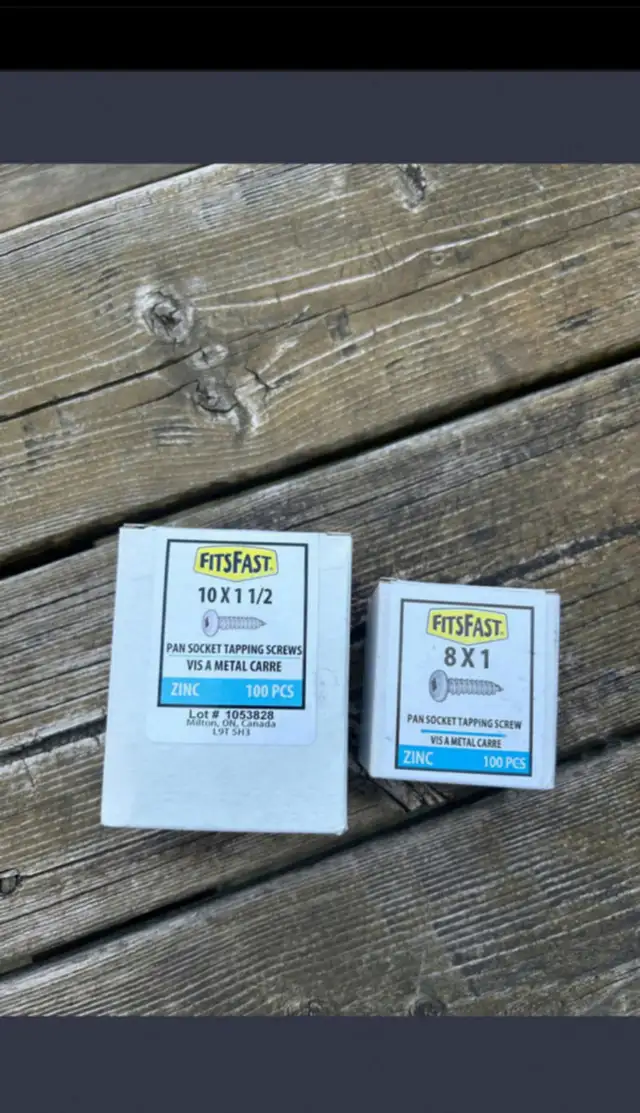 FITSFAST
10 X 1 1/2
PAN SOCKET TAPPING SCREWS
VIS A METAL CARRE
ZINC 100 PCS
Lot # 1053828
Milton, ON, Canada
L9T 5H3
FITSFAST
8 X 1
PAN SOCKET TAPPING SCREW
VIS A METAL CARRE
ZINC 100 PCS